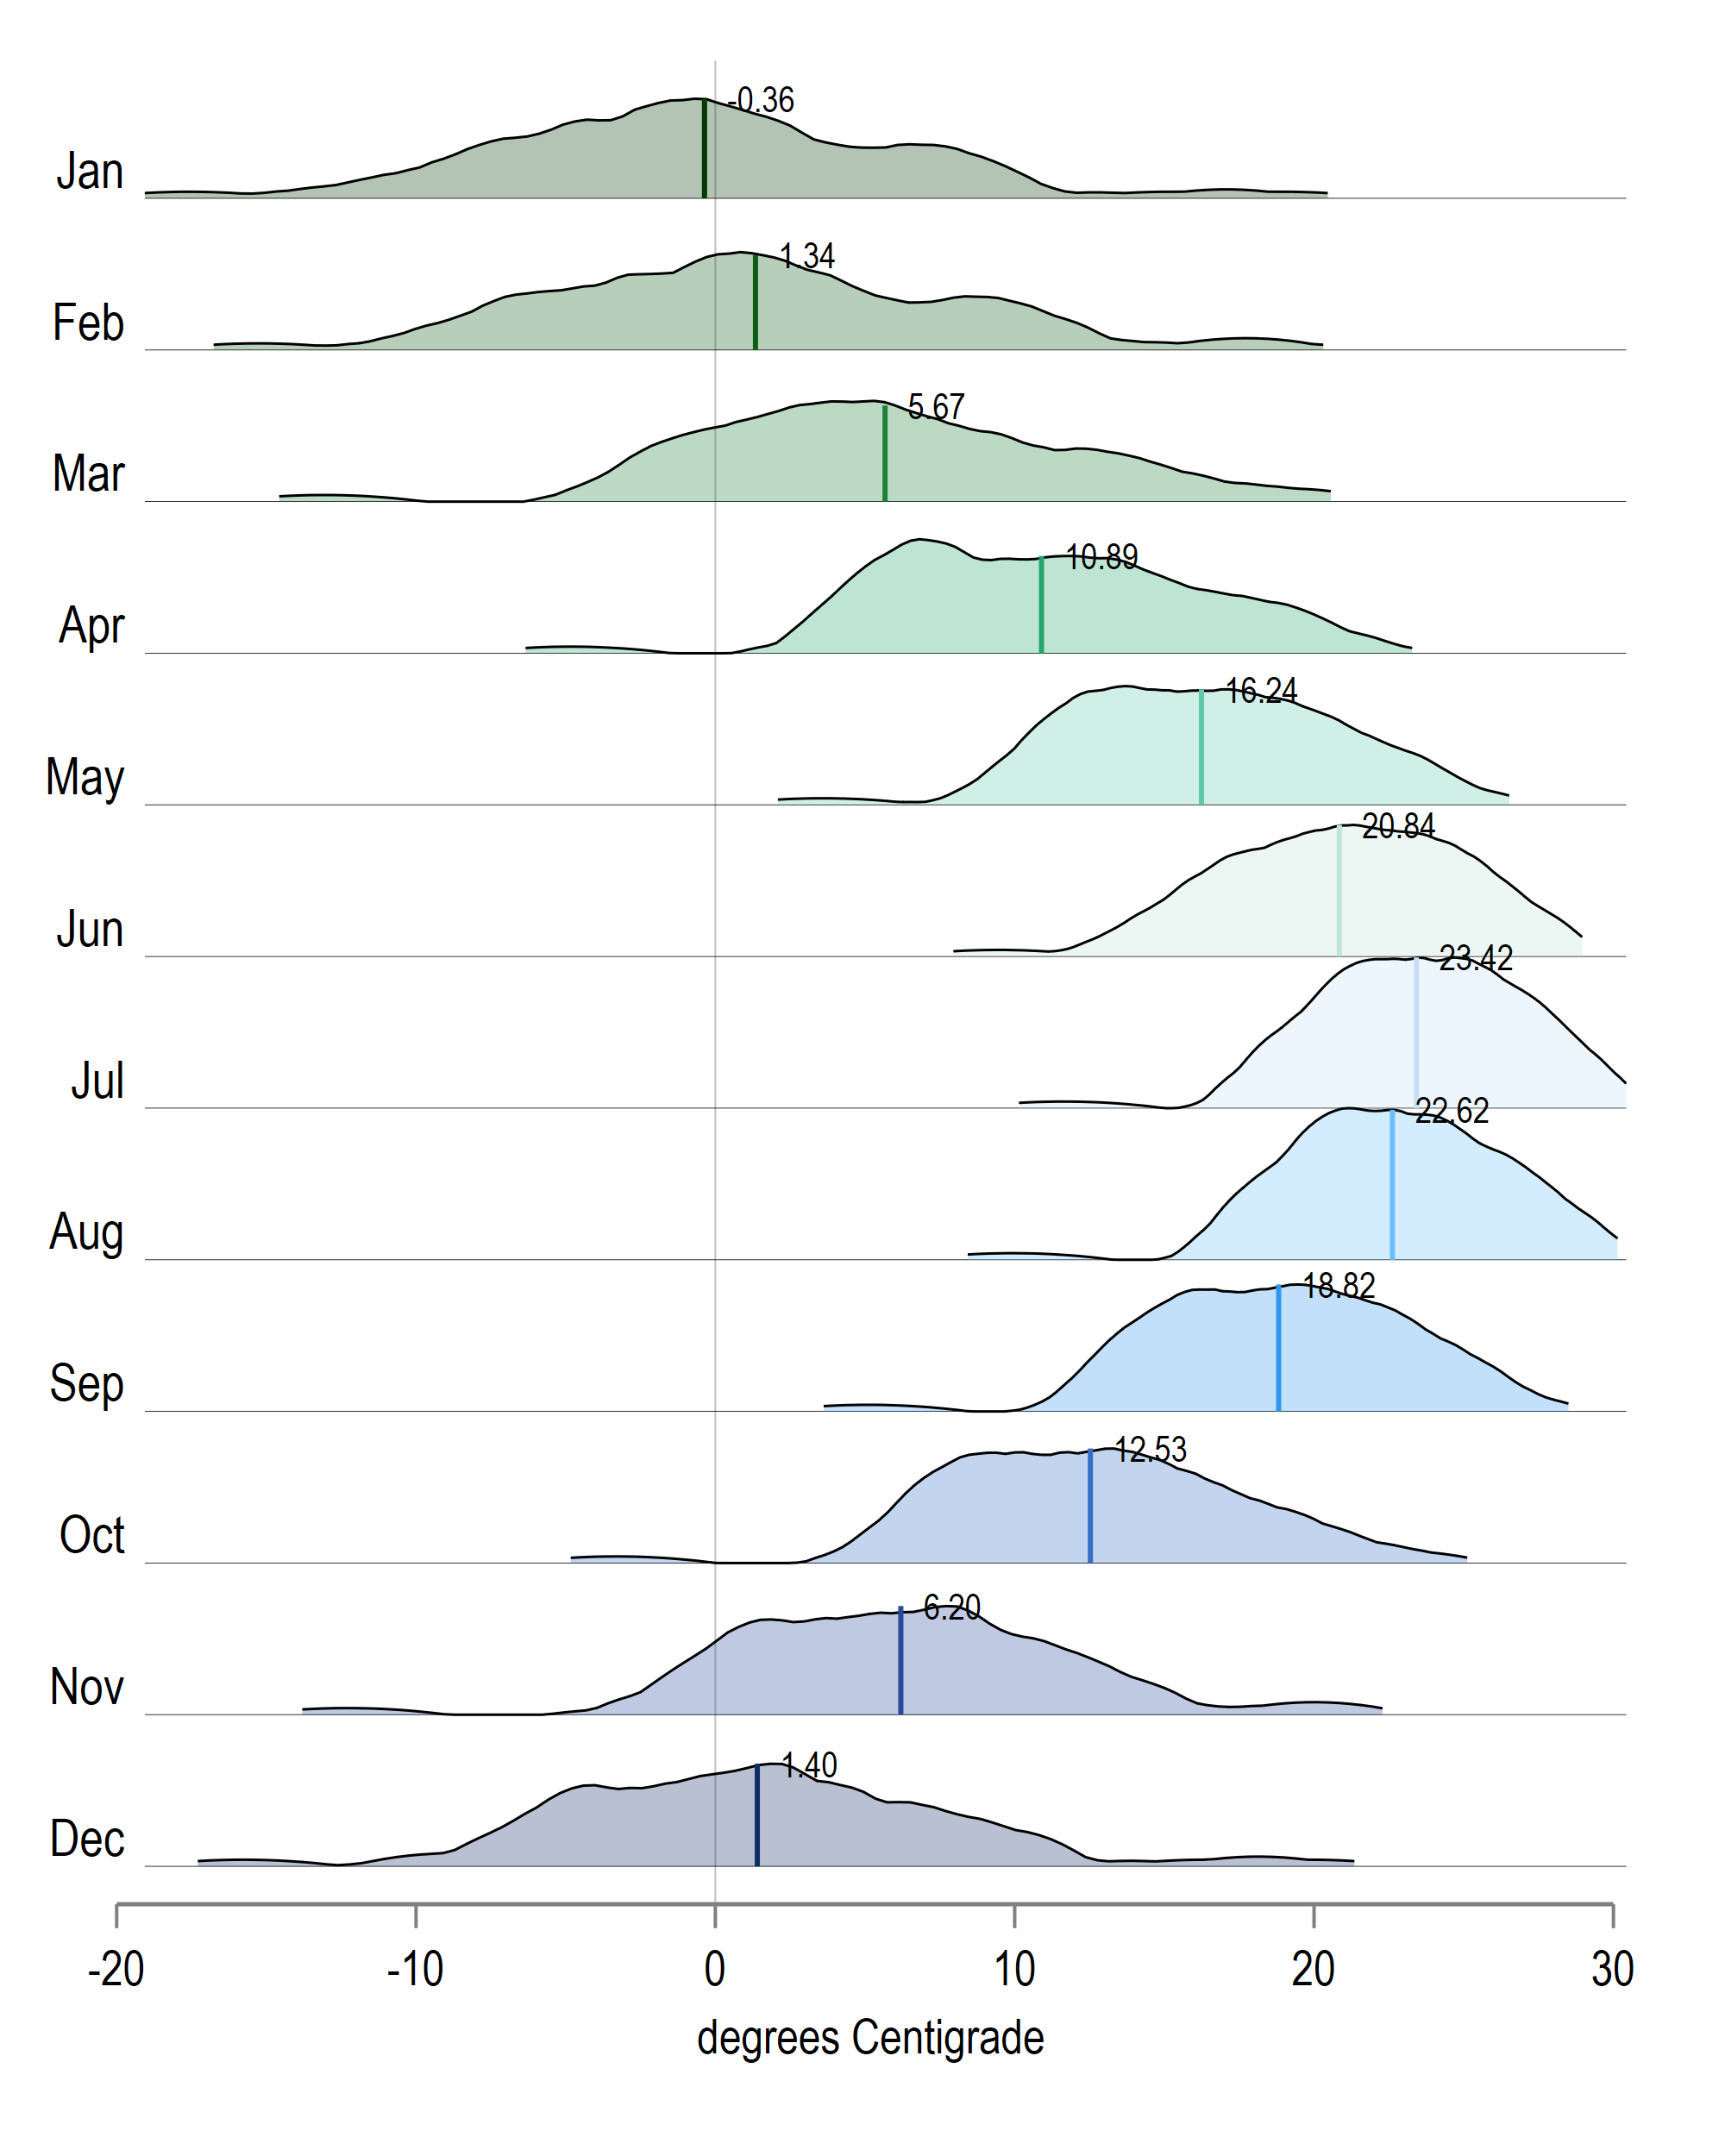 -0.36
Jan
1.34
Feb
5.67
Mar
10.89
Apr
16.24
May
20.84
Jun
23.42
Jul
22.62
Aug
18.82
Sep
12.53
Oct
6.20
Nov
1.40
Dec
-20 -10 0 10 20 30
degrees Centigrade